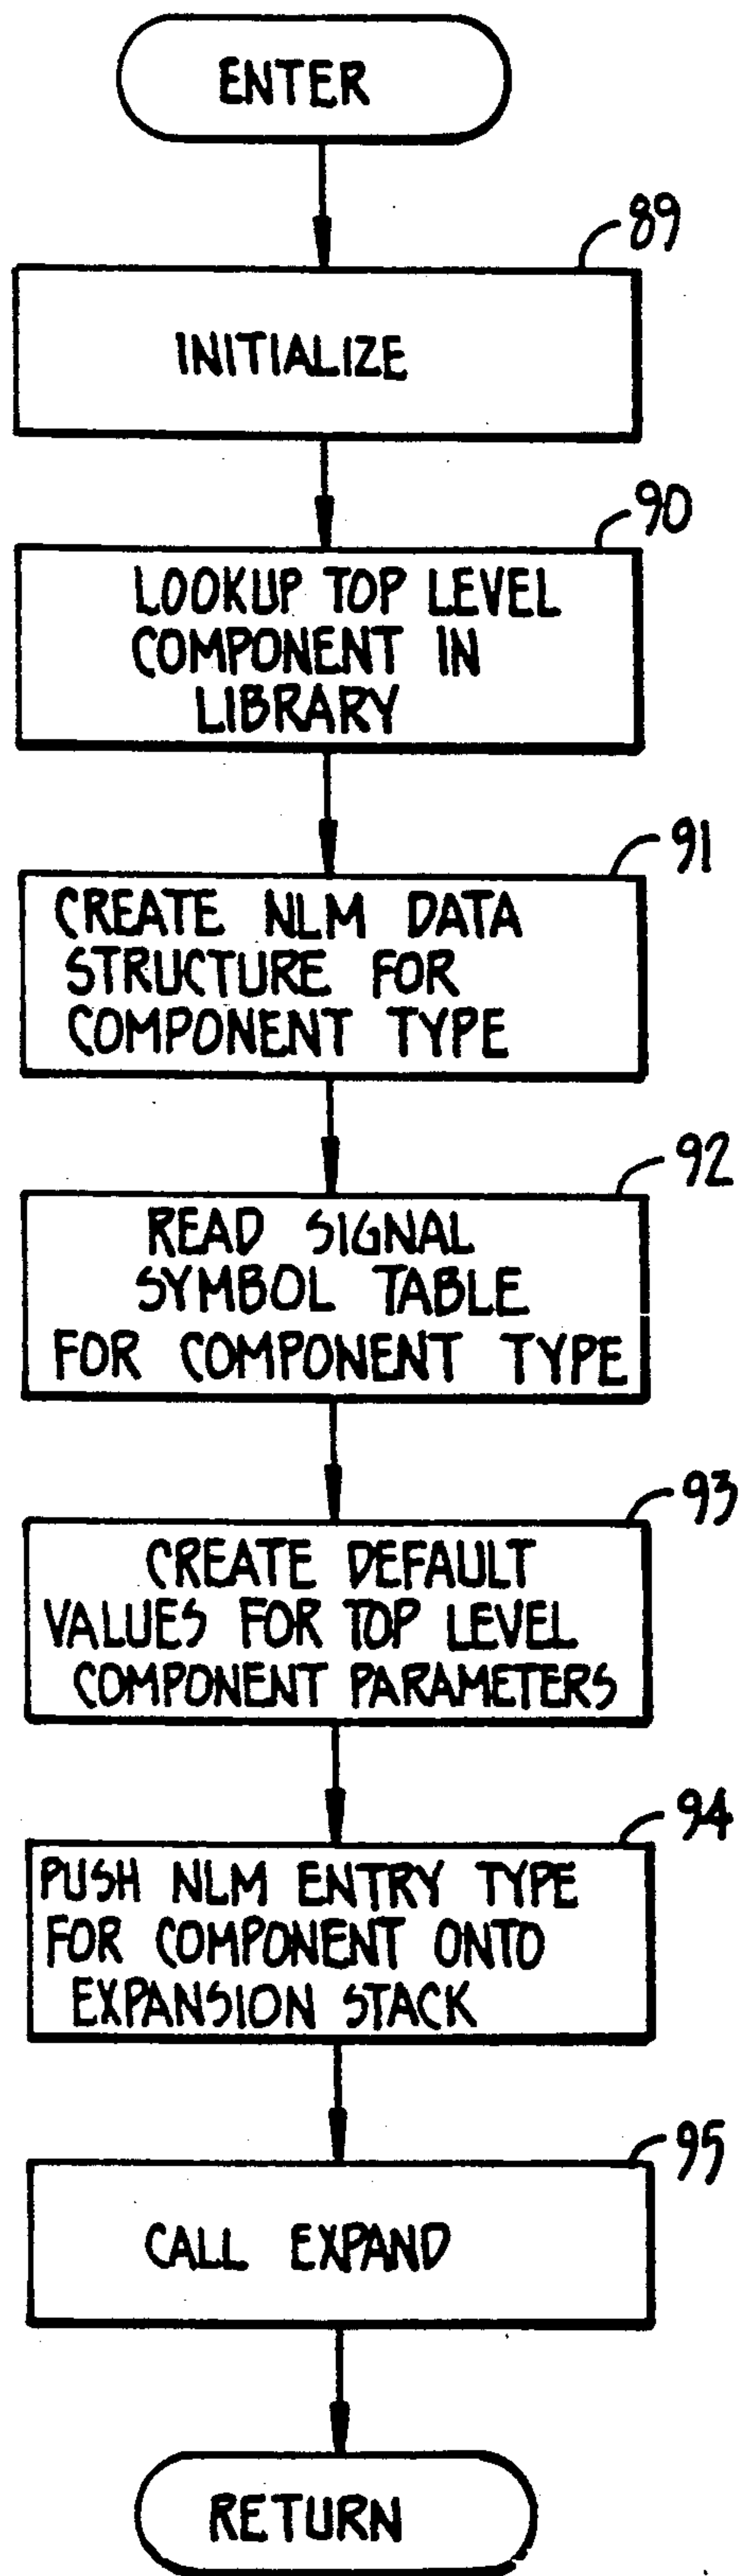 ENTER
89
INITIALIZE
90
LOOKUP TOP LEVEL
COMPONENT IN
LIBRARY
91
CREATE NLM DATA
STRUCTURE FOR
COMPONENT TYPE
92
READ SIGNAL
SYMBOL TABLE
FOR COMPONENT TYPE
93
CREATE DEFAULT
VALUES FOR TOP LEVEL
COMPONENT PARAMETERS
94
PUSH NLM ENTRY TYPE
FOR COMPONENT ONTO
EXPANSION STACK
95
CALL EXPAND
RETURN